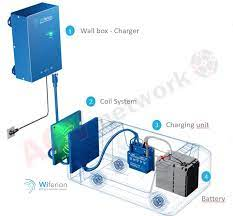 1 Wall box - Charger
2 Coil System
3 Charging unit
4 Battery
Wiferion